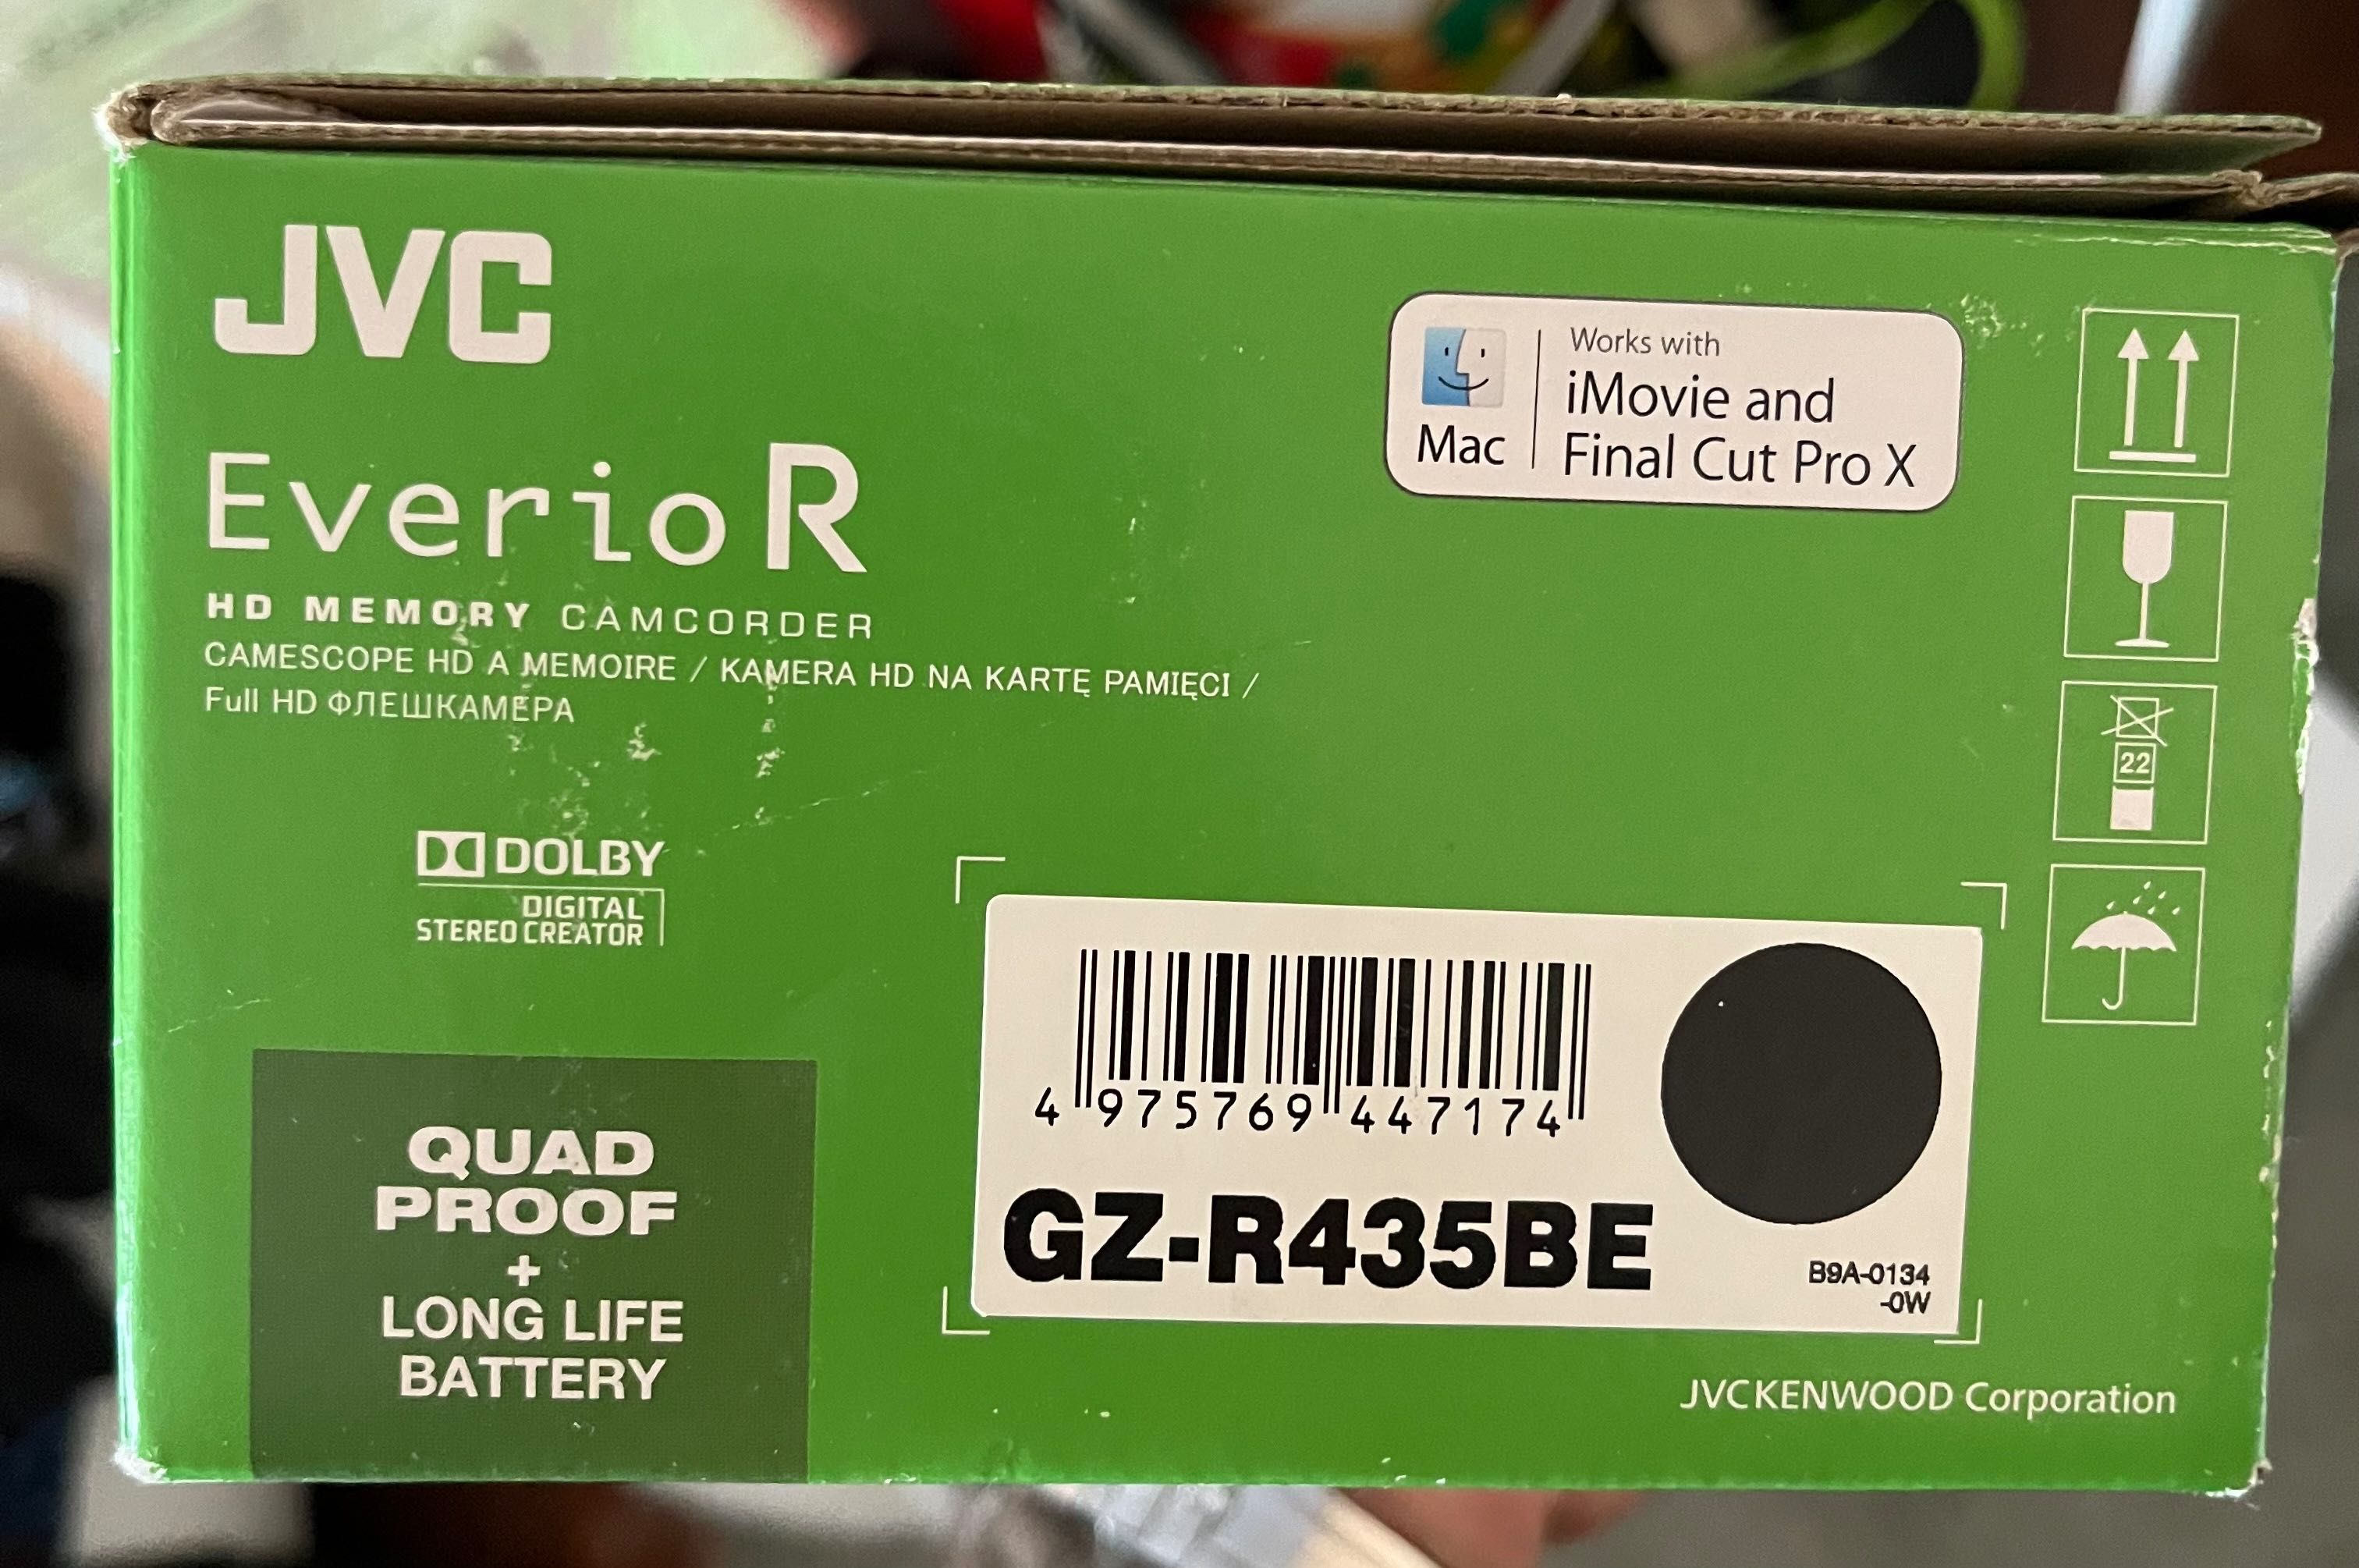 JVC
Everio R
HD MEMORY CAMCORDER
CAMESCOPE HD A MEMOIRE / KAMERA HD NA KARTĘ PAMIĘCI /
Full HD ФЛЕШКАМЕРА
Works with
iMovie and
Final Cut Pro X
Mac
22
DOLBY
DIGITAL
STEREO CREATOR
QUAD
PROOF
+
LONG LIFE
BATTERY
4 975769 447174
GZ-R435BE
B9A-0134
-0W
JVCKENWOOD Corporation